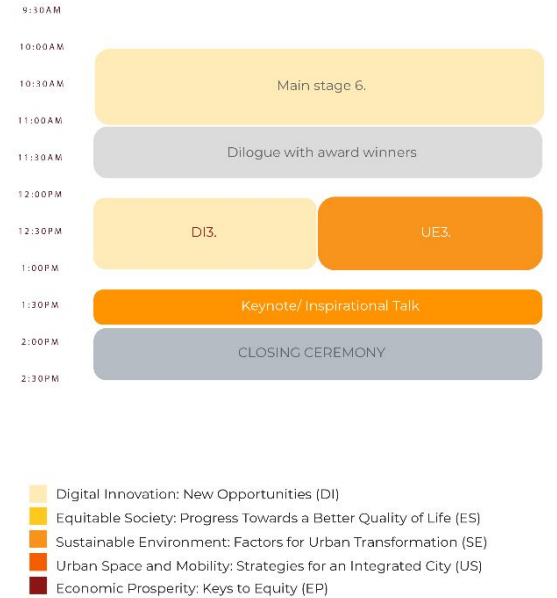 9:30AM
10:00AM
10:30AM
Main stage 6.
11:00AM
11:30AM
Dilogue with award winners
12:00PM
12:30PM
DI3.
UE3.
1:00PM
1:30PM
Keynote/ Inspirational Talk
2:00PM
CLOSING CEREMONY
2:30PM
Digital Innovation: New Opportunities (DI)
Equitable Society: Progress Towards a Better Quality of Life (ES)
Sustainable Environment: Factors for Urban Transformation (SE)
Urban Space and Mobility: Strategies for an Integrated City (US)
Economic Prosperity: Keys to Equity (EP)